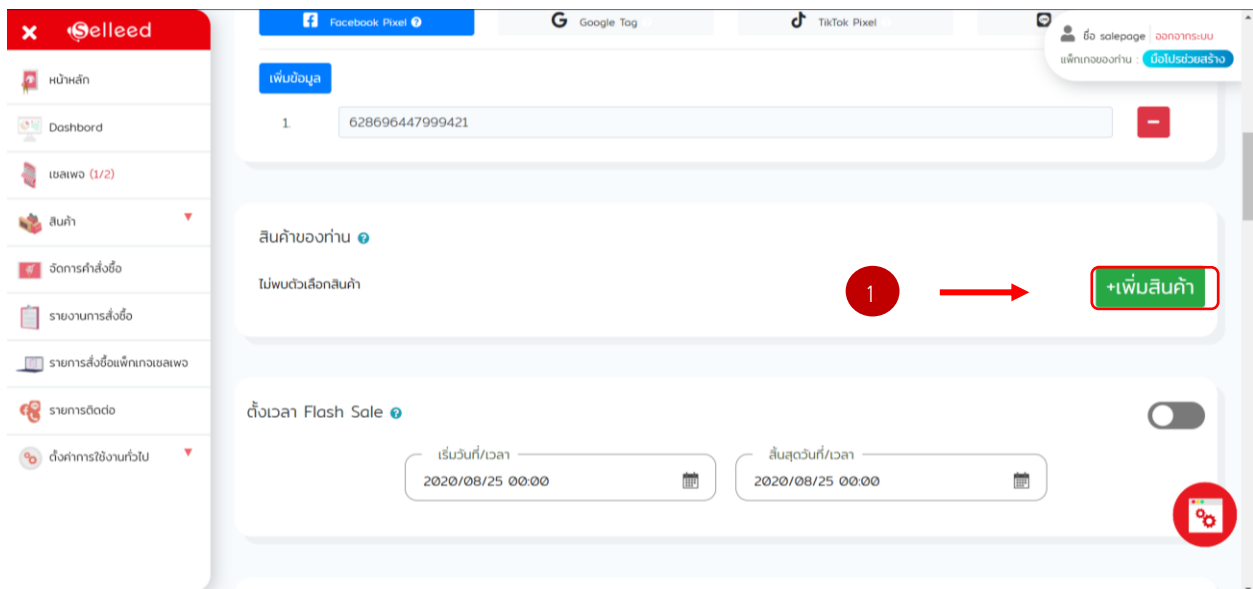 Selleed
Facebook Pixel
Google Tag
TikTok Pixel
ชื่อ salepage
ออกจากระบบ
แพ็กเกจของท่าน :
มือโปรช่วยสร้าง
หน้าหลัก
Dashbord
เซลเพจ (1/2)
สินค้า
จัดการคำสั่งซื้อ
รายงานการสั่งซื้อ
รายการสั่งซื้อแพ็กเกจเซลเพจ
รายการติดต่อ
ตั้งค่าการใช้งานทั่วไป
เพิ่มข้อมูล
1. 628696447999421
สินค้าของท่าน
ไม่พบตัวเลือกสินค้า
1
+เพิ่มสินค้า
ตั้งเวลา Flash Sale
เริ่มวันที่/เวลา
2020/08/25 00:00
สิ้นสุดวันที่/เวลา
2020/08/25 00:00